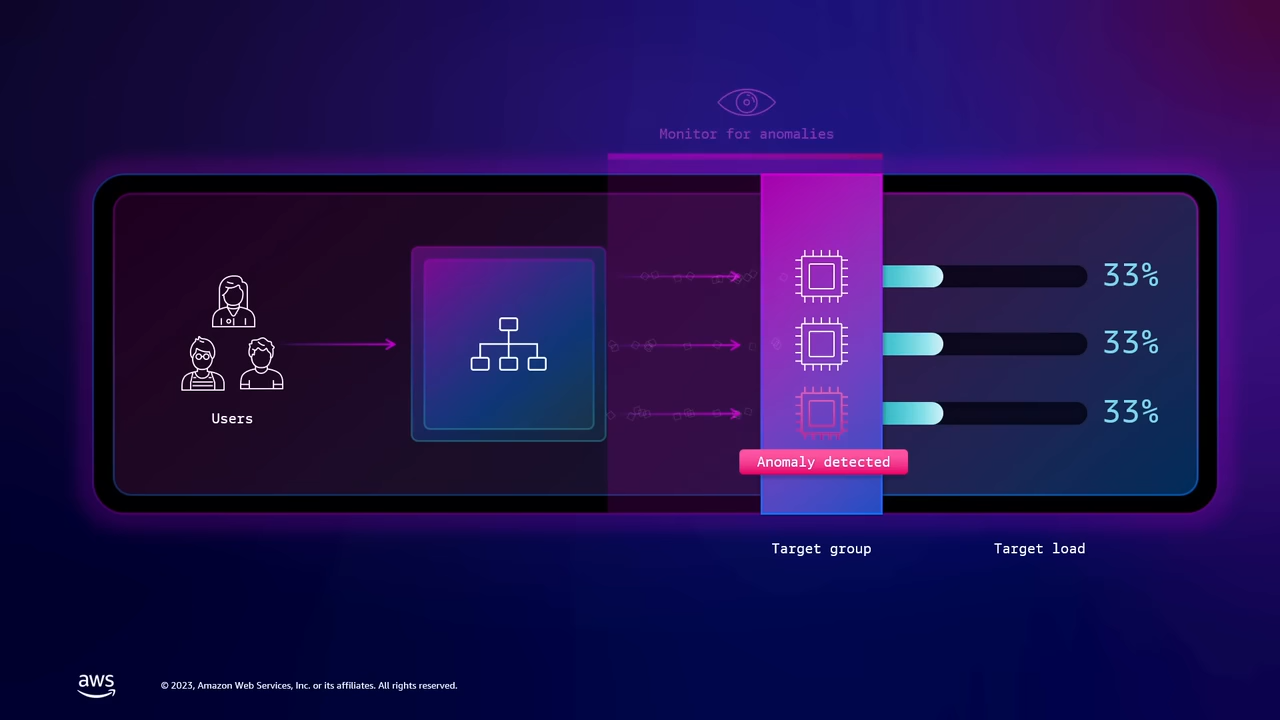 Monitor for anomalies
33%
33%
Users
33%
Anomaly detected
Target group
Target load
aws
© 2023, Amazon Web Services, Inc. or its affiliates. All rights reserved.